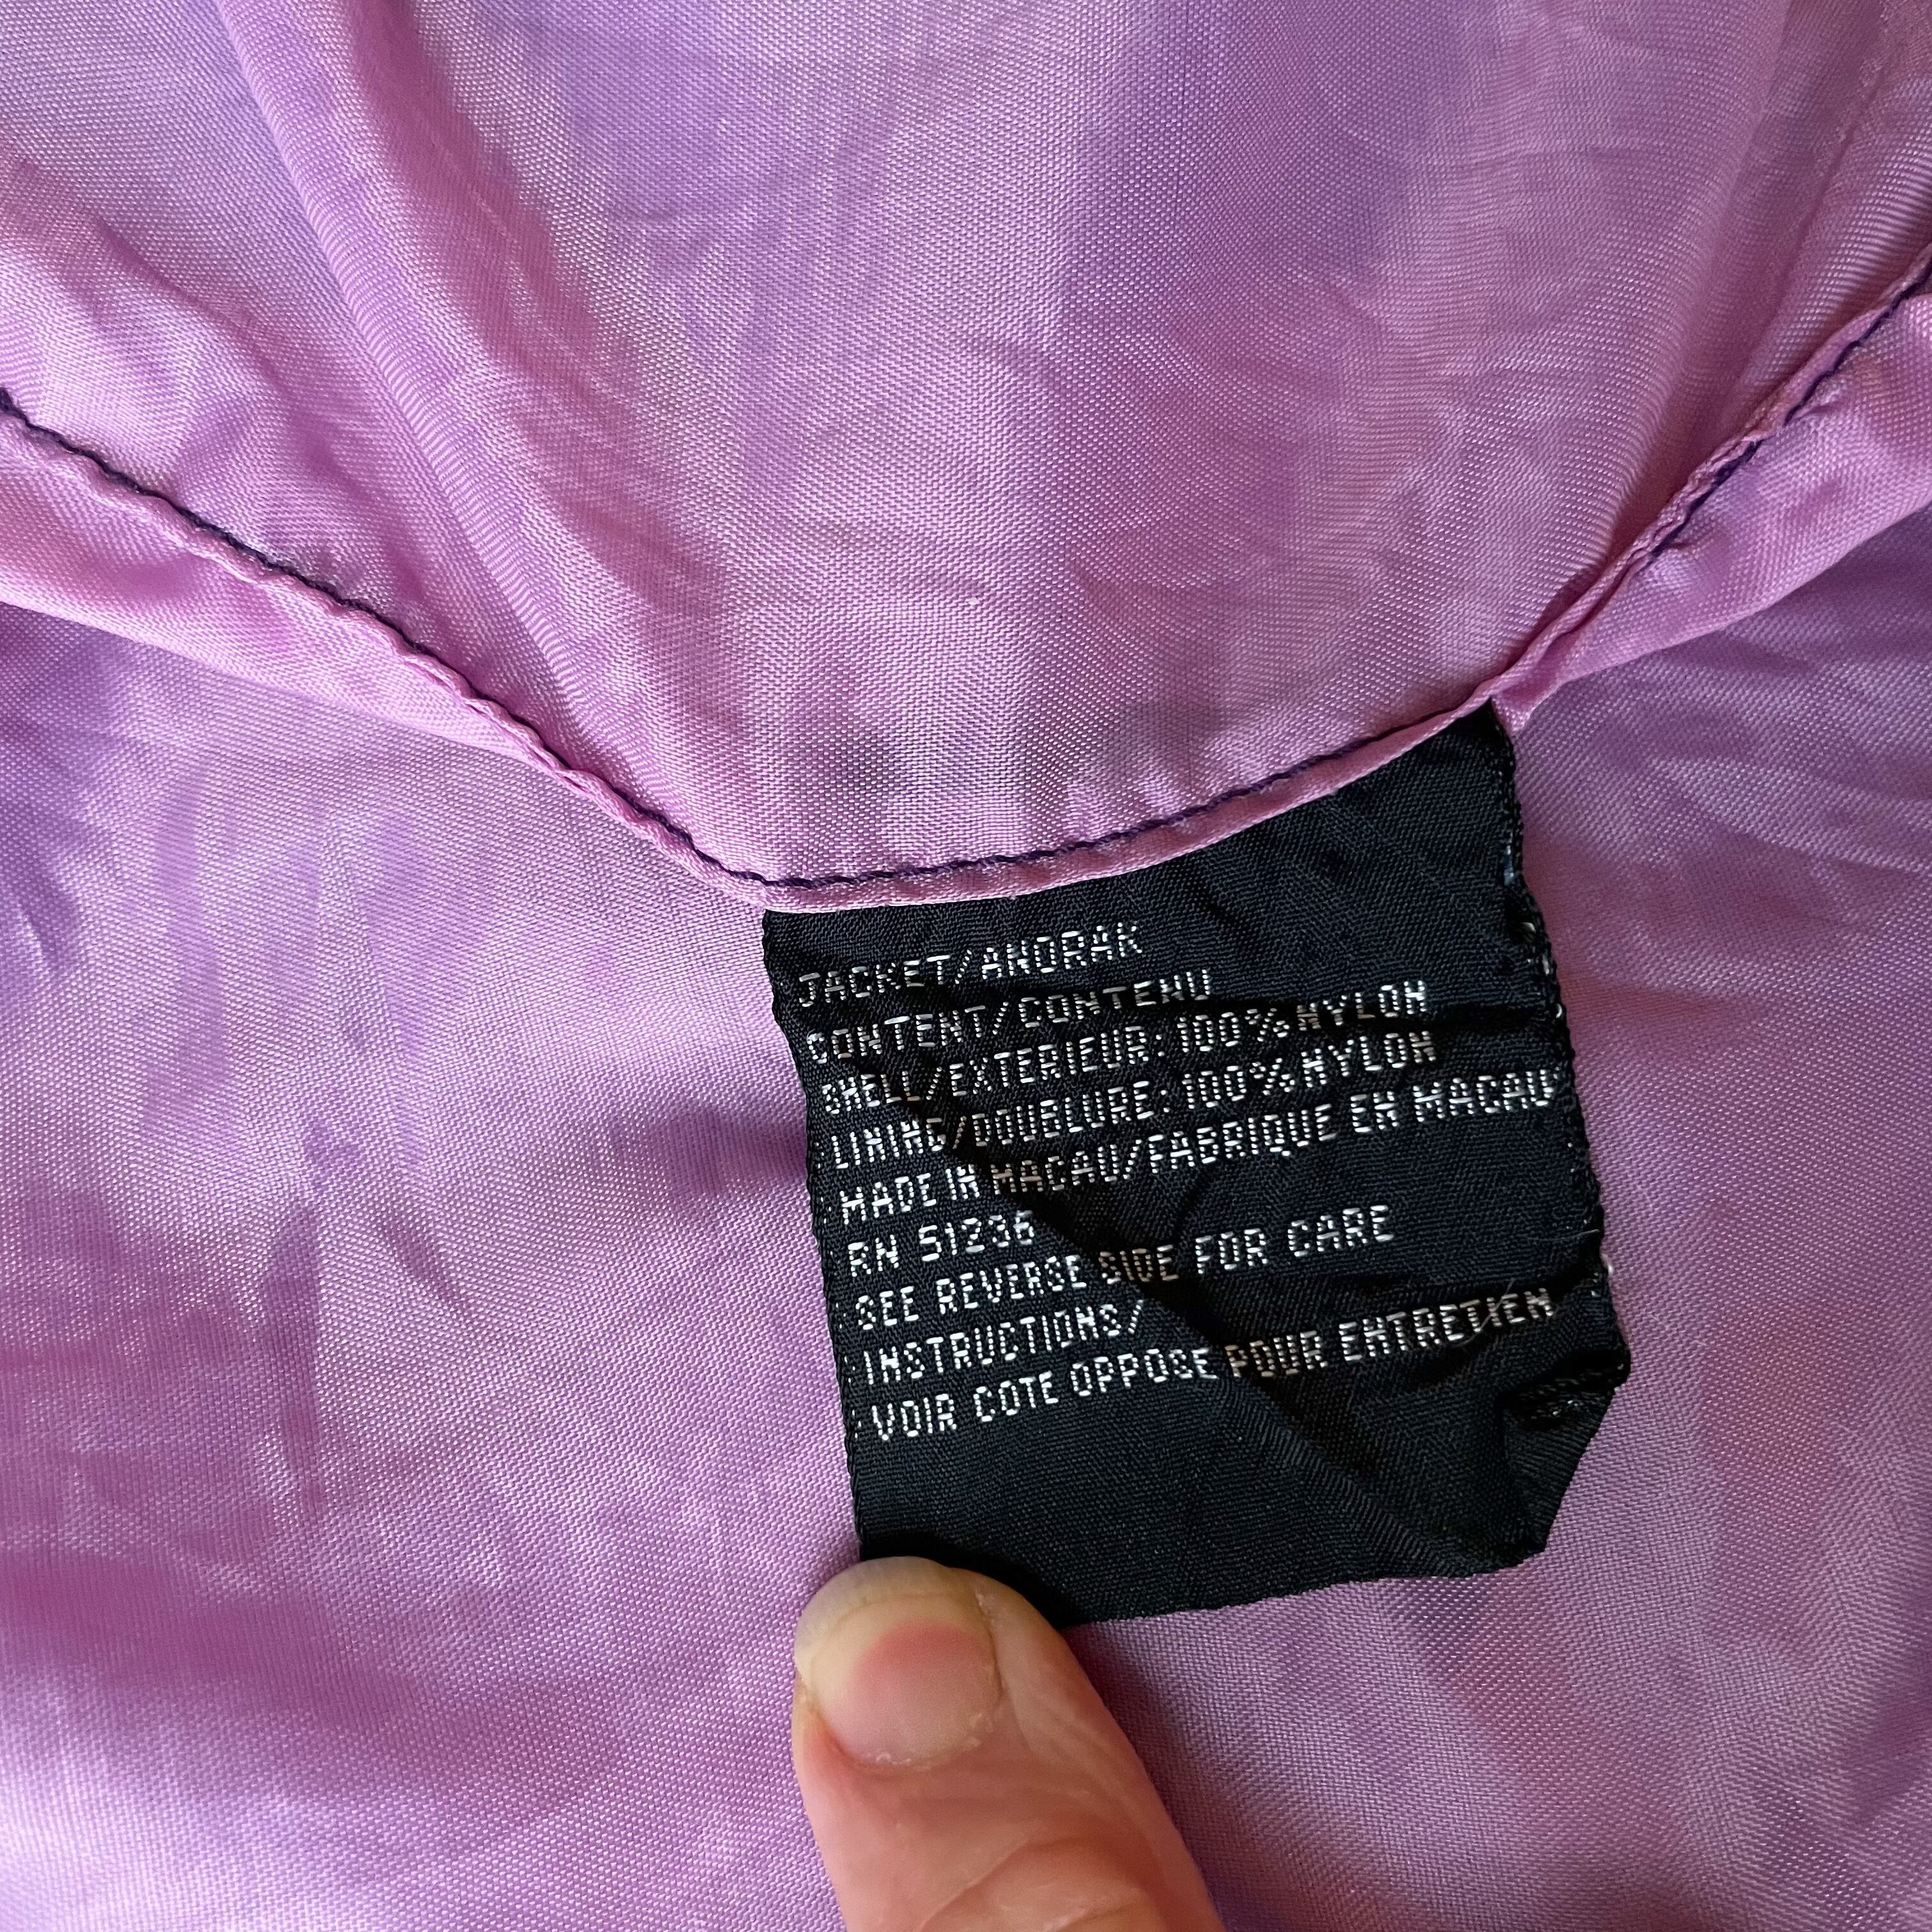 JACKET/ANORAK
CONTENT/CONTENU
SHELL/EXTERIEUR: 100% NYLON
LINING/DOUBLURE: 100% NYLON
MADE IN MACAU/FABRIQUE EN MACAU
RN 51236
SEE REVERSE SIDE FOR CARE
INSTRUCTIONS/
VOIR COTE OPPOSE POUR ENTRETIEN